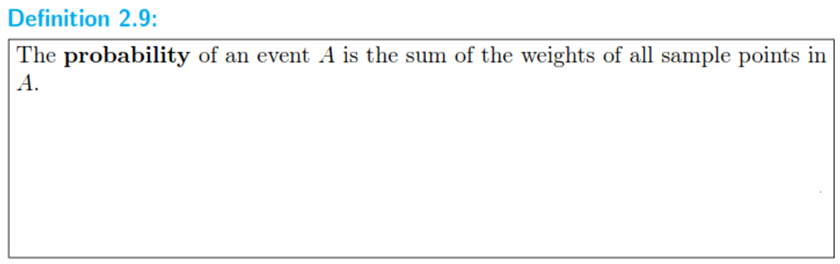 Definition 2.9:
The probability of an event A is the sum of the weights of all sample points in
A.